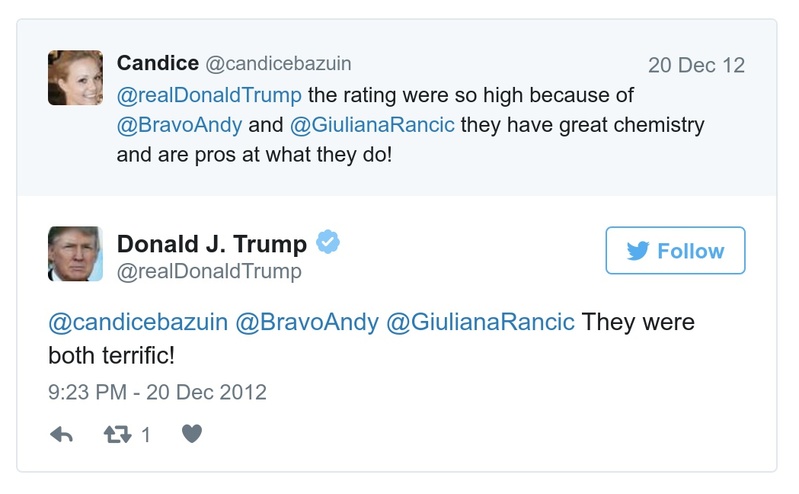 Candice @candicebazuin 20 Dec 12
@realDonaldTrump the rating were so high because of
@BravoAndy and @GiulianaRancic they have great chemistry
and are pros at what they do!
Donald J. Trump
@realDonaldTrump
Follow
@candicebazuin @BravoAndy @GiulianaRancic They were
both terrific!
9:23 PM - 20 Dec 2012
1